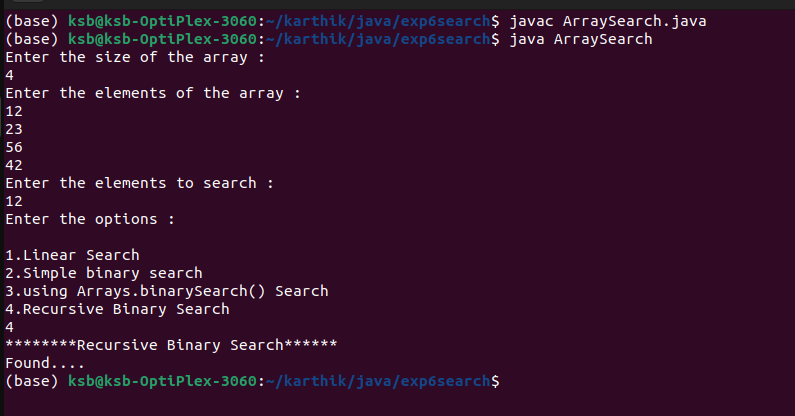 (base) ksb@ksb-OptiPlex-3060:~/karthik/java/exp6search$ javac ArraySearch.java
(base) ksb@ksb-OptiPlex-3060:~/karthik/java/exp6search$ java ArraySearch
Enter the size of the array :
4
Enter the elements of the array :
12
23
56
42
Enter the elements to search :
12
Enter the options :
1.Linear Search
2.Simple binary search
3.using Arrays.binarySearch() Search
4.Recursive Binary Search
4
********Recursive Binary Search******
Found....
(base) ksb@ksb-OptiPlex-3060:~/karthik/java/exp6search$